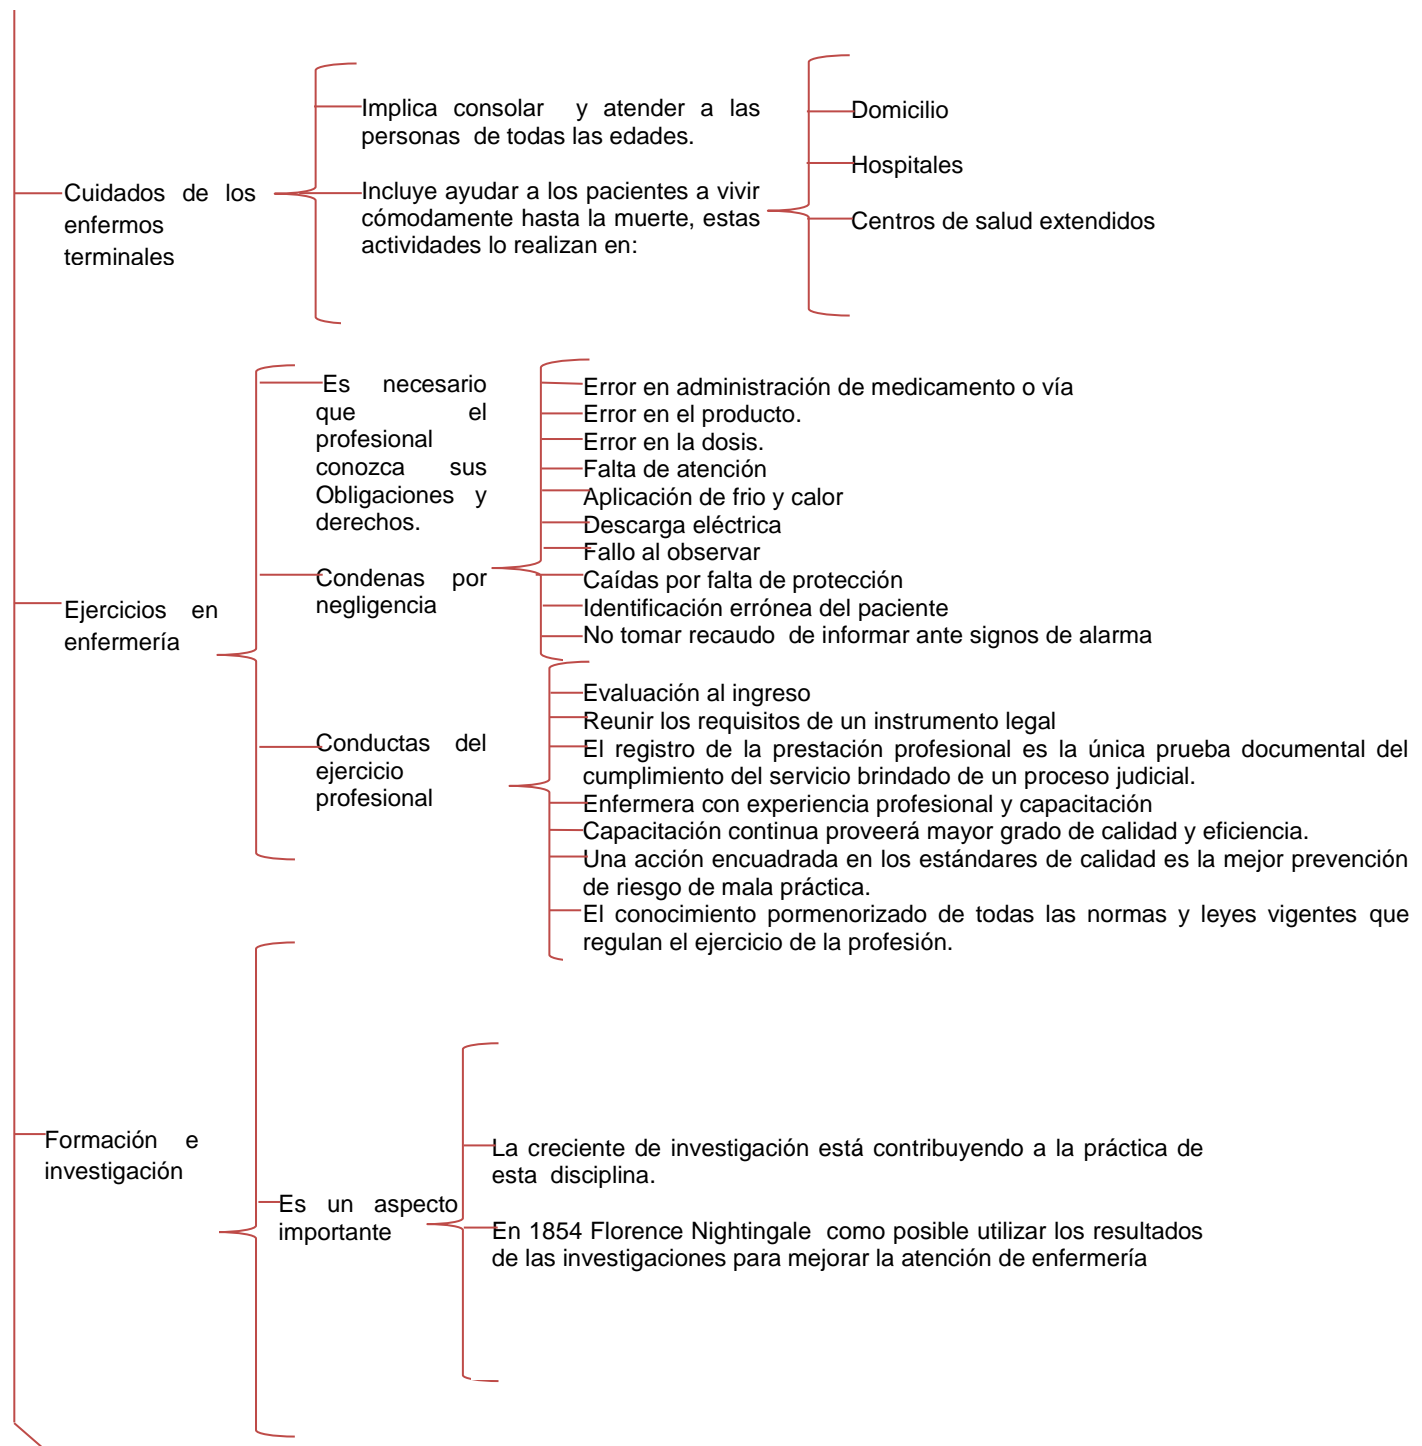 Cuidados de los
enfermos
terminales
Implica consolar y atender a las
personas de todas las edades.
Incluye ayudar a los pacientes a vivir
cómodamente hasta la muerte, estas
actividades lo realizan en:
Domicilio
Hospitales
Centros de salud extendidos
Ejercicios en
enfermería
Es necesario
que el
profesional
conozca sus
Obligaciones y
derechos.
Condenas por
negligencia
Error en administración de medicamento o vía
Error en el producto.
Error en la dosis.
Falta de atención
Aplicación de frio y calor
Descarga eléctrica
Fallo al observar
Caídas por falta de protección
Identificación errónea del paciente
No tomar recaudo de informar ante signos de alarma
Conductas del
ejercicio
profesional
Evaluación al ingreso
Reunir los requisitos de un instrumento legal
El registro de la prestación profesional es la única prueba documental del
cumplimiento del servicio brindado de un proceso judicial.
Enfermera con experiencia profesional y capacitación
Capacitación continua proveerá mayor grado de calidad y eficiencia.
Una acción encuadrada en los estándares de calidad es la mejor prevención
de riesgo de mala práctica.
El conocimiento pormenorizado de todas las normas y leyes vigentes que
regulan el ejercicio de la profesión.
Formación e
investigación
Es un aspecto
importante
La creciente de investigación está contribuyendo a la práctica de
esta disciplina.
En 1854 Florence Nightingale como posible utilizar los resultados
de las investigaciones para mejorar la atención de enfermería